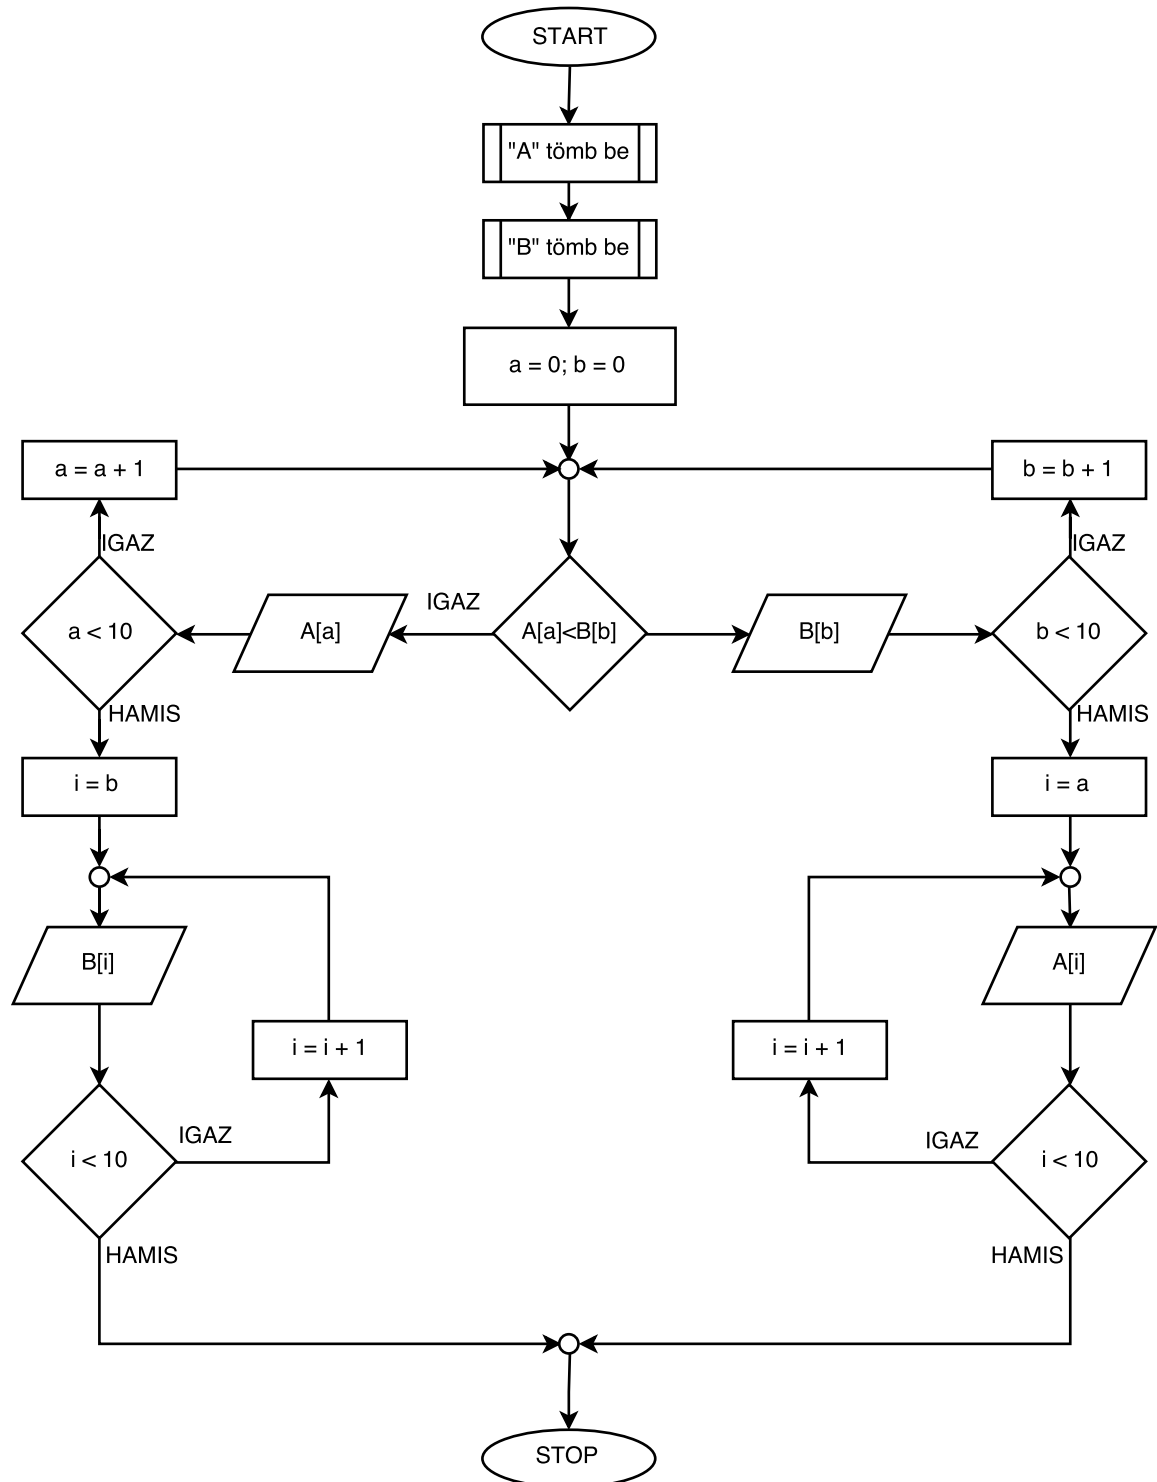 START
"A" tömb be
"B" tömb be
a = 0; b = 0
a = a + 1
b = b + 1
IGAZ
IGAZ
a < 10
A[a]
IGAZ
A[a]<B[b]
B[b]
b < 10
HAMIS
HAMIS
i = b
i = a
B[i]
A[i]
i = i + 1
i = i + 1
i < 10
IGAZ
IGAZ
i < 10
HAMIS
HAMIS
STOP